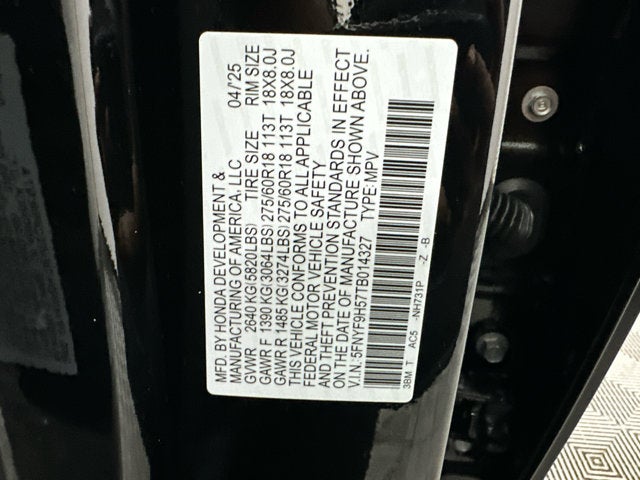 MFD. BY HONDA DEVELOPMENT &
MANUFACTURING OF AMERICA, LLC 04/'25
GVWR 2640 KG(5820LBS) TIRE SIZE RIM SIZE
GAWR F 1390 KG(3064LBS) 275/60R18 113T 18X8.0J
GAWR R 1485 KG(3274LBS) 275/60R18 113T 18X8.0J
THIS VEHICLE CONFORMS TO ALL APPLICABLE
FEDERAL MOTOR VEHICLE SAFETY
AND THEFT PREVENTION STANDARDS IN EFFECT
ON THE DATE OF MANUFACTURE SHOWN ABOVE.
V.I.N.: 5FNYF9H57TB014327 TYPE: MPV
3BM T AC5 -NH731P -Z -B